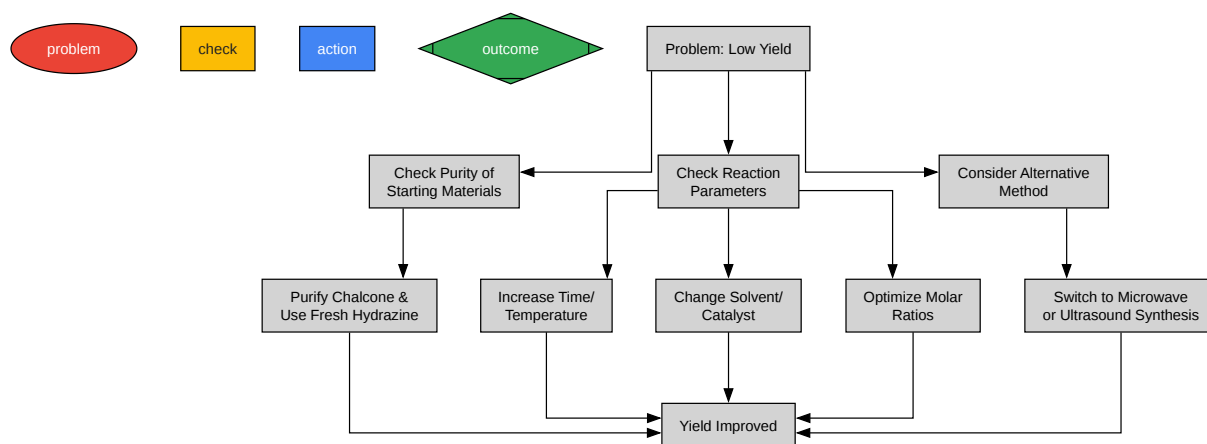 problem
check
action
outcome
Problem: Low Yield
Check Purity of
Starting Materials
Check Reaction
Parameters
Consider Alternative
Method
Purify Chalcone &
Use Fresh Hydrazine
Increase Time/
Temperature
Change Solvent/
Catalyst
Optimize Molar
Ratios
Switch to Microwave
or Ultrasound Synthesis
Yield Improved